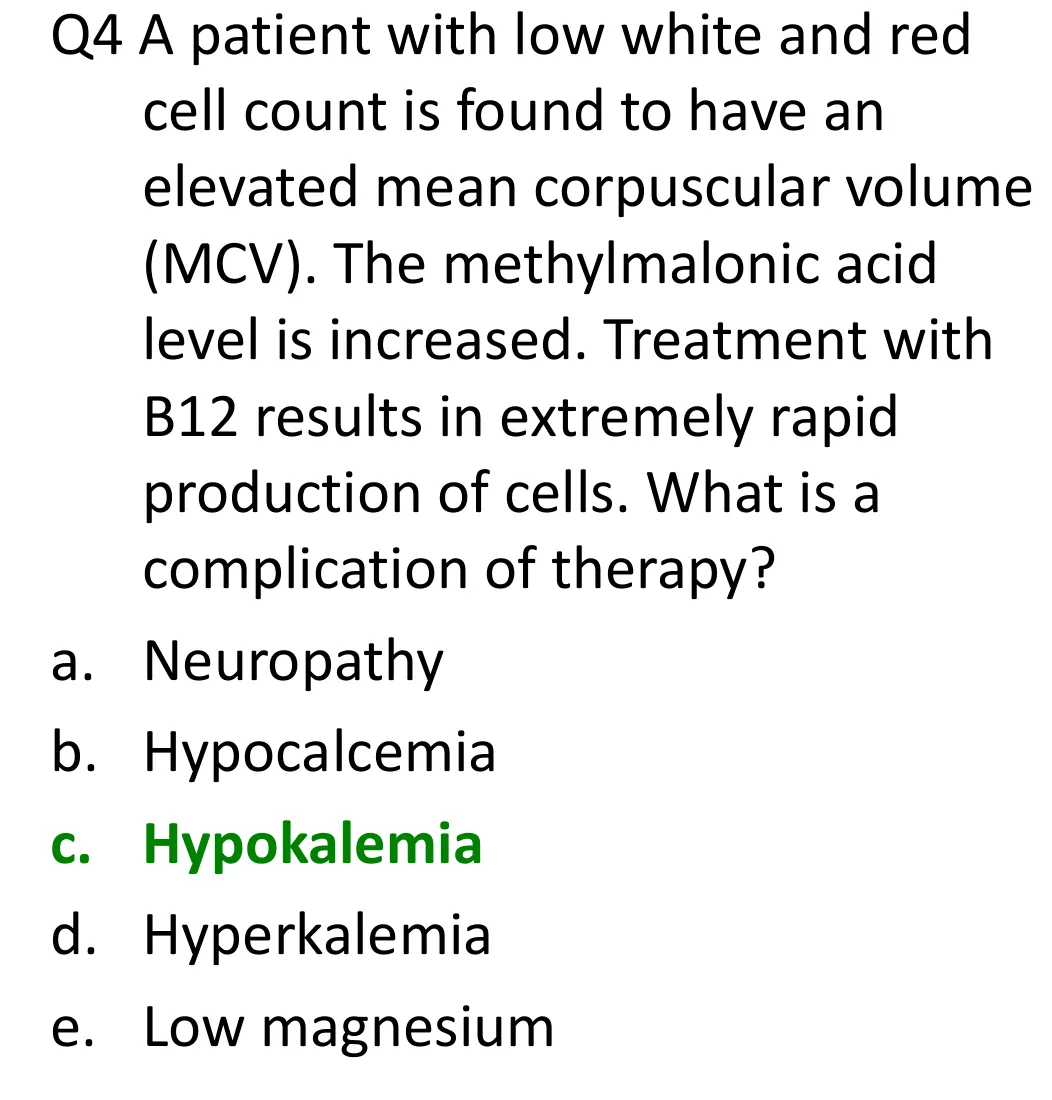 Q4 A patient with low white and red
cell count is found to have an
elevated mean corpuscular volume
(MCV). The methylmalonic acid
level is increased. Treatment with
B12 results in extremely rapid
production of cells. What is a
complication of therapy?
a. Neuropathy
b. Hypocalcemia
c. Hypokalemia
d. Hyperkalemia
e. Low magnesium